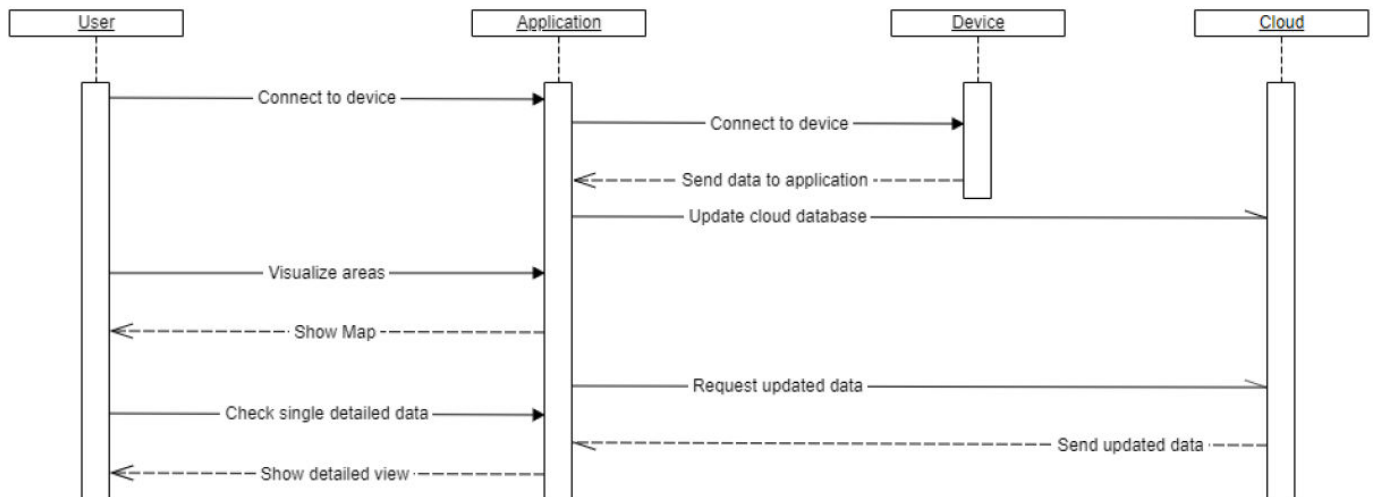 User
Application
Device
Cloud
Connect to device
Connect to device
Send data to application
Update cloud database
Visualize areas
Show Map
Request updated data
Check single detailed data
Send updated data
Show detailed view